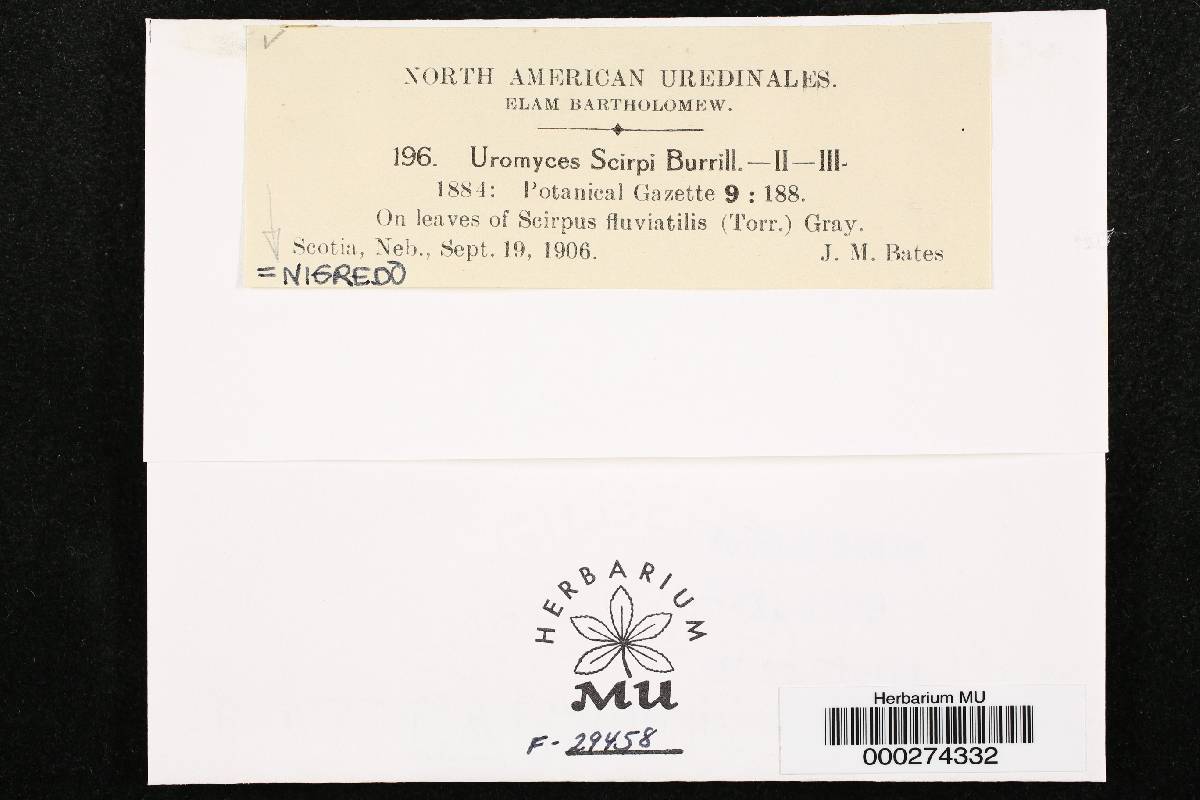 NORTH AMERICAN UREDINALES.
ELAM BARTHOLOMEW.
196. Uromyces Scirpi Burrill.—II—III-
1884: Botanical Gazette 9 : 188.
On leaves of Scirpus fluviatilis (Torr.) Gray.
Scotia, Neb., Sept. 19, 1906. J. M. Bates
=NIGREDO
HERBARIUM
MU
F- 29458
Herbarium MU
000274332